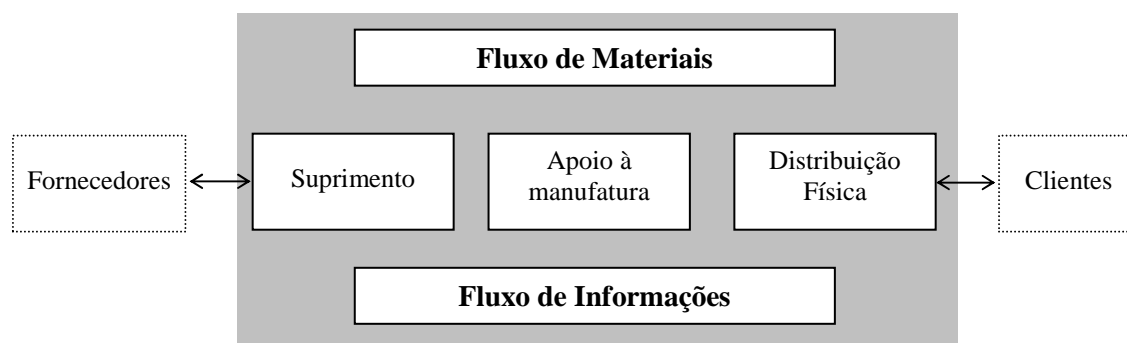 Fluxo de Materiais
Fornecedores
Suprimento
Apoio à
manufatura
Distribuição
Física
Clientes
Fluxo de Informações